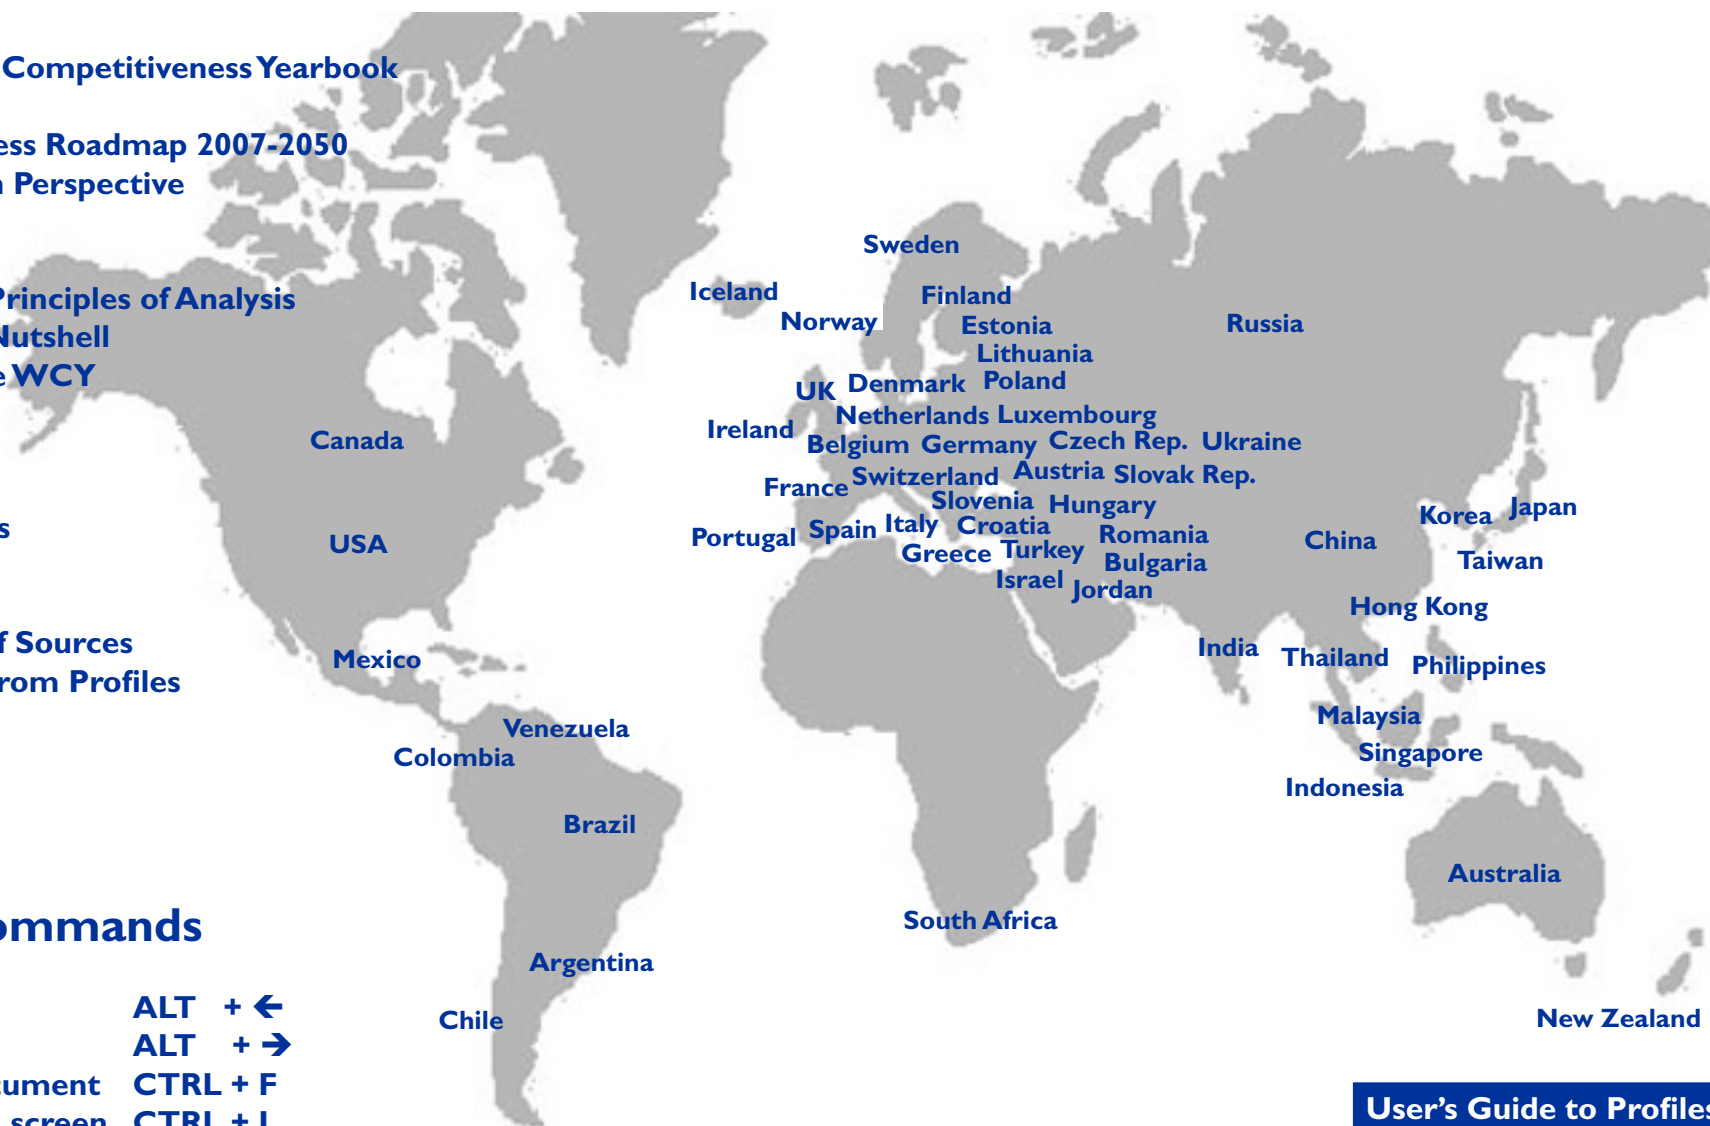 Competitiveness Yearbook
ess Roadmap 2007-2050
Perspective
Principles of Analysis
Nutshell
WCY
s
f Sources
from Profiles
ommands
ALT + ←
ALT + →
cument CTRL + F
screen CTRL + L
Sweden
Iceland
Finland
Norway
Estonia
Russia
Lithuania
UK
Denmark
Poland
Netherlands
Luxembourg
Ireland
Belgium
Germany
Czech Rep.
Ukraine
Canada
France
Switzerland
Austria
Slovak Rep.
Slovenia
Hungary
Portugal
Spain
Italy
Croatia
Romania
Greece
Turkey
Bulgaria
Israel
Jordan
China
Korea
Japan
Taiwan
Hong Kong
USA
Mexico
India
Thailand
Philippines
Venezuela
Colombia
Malaysia
Singapore
Indonesia
Brazil
Australia
South Africa
Argentina
Chile
New Zealand
User's Guide to Profiles